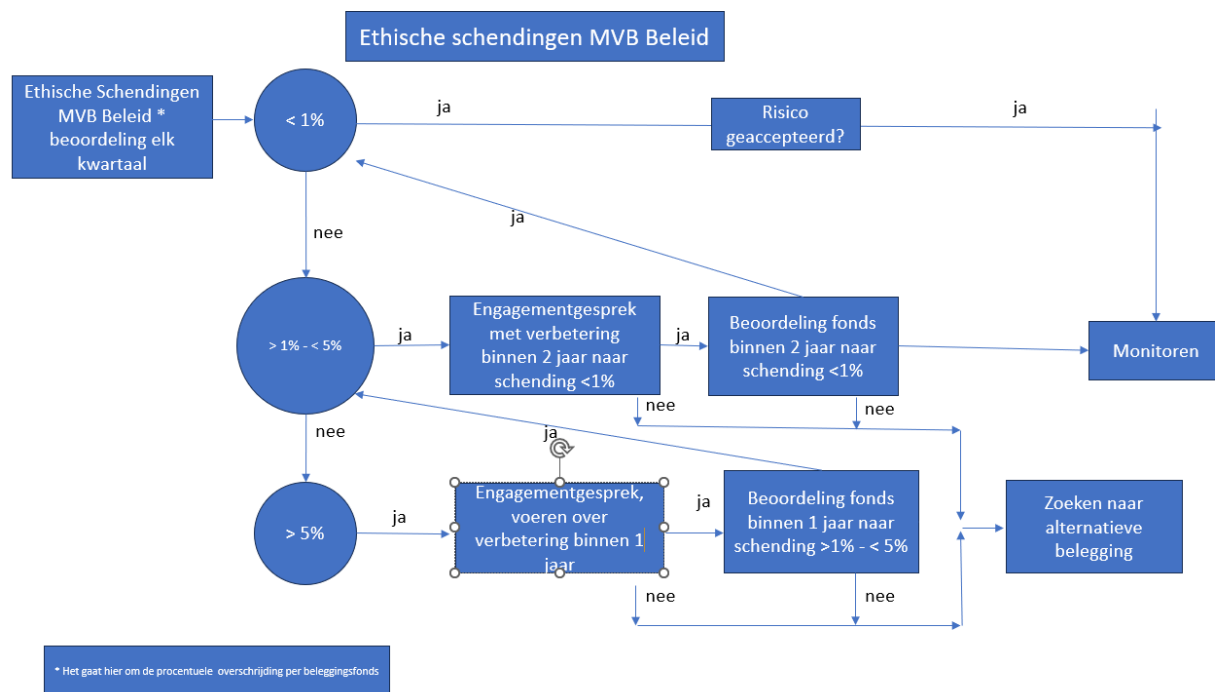 Ethische schendingen MVB Beleid
Ethische Schendingen
MVB Beleid *
beoordeling elk
kwartaal
< 1%
ja
Risico
geaccepteerd?
ja
ja
nee
> 1% - < 5%
ja
Engagementgesprek
met verbetering
binnen 2 jaar naar
schending <1%
ja
Beoordeling fonds
binnen 2 jaar naar
schending <1%
Monitoren
nee
nee
nee
ja
> 5%
ja
Engagementgesprek,
voeren over
verbetering binnen 1
jaar
ja
Beoordeling fonds
binnen 1 jaar naar
schending >1% - < 5%
Zoeken naar
alternatieve
belegging
nee
nee
* Het gaat hier om de procentuele overschrijding per beleggingsfonds